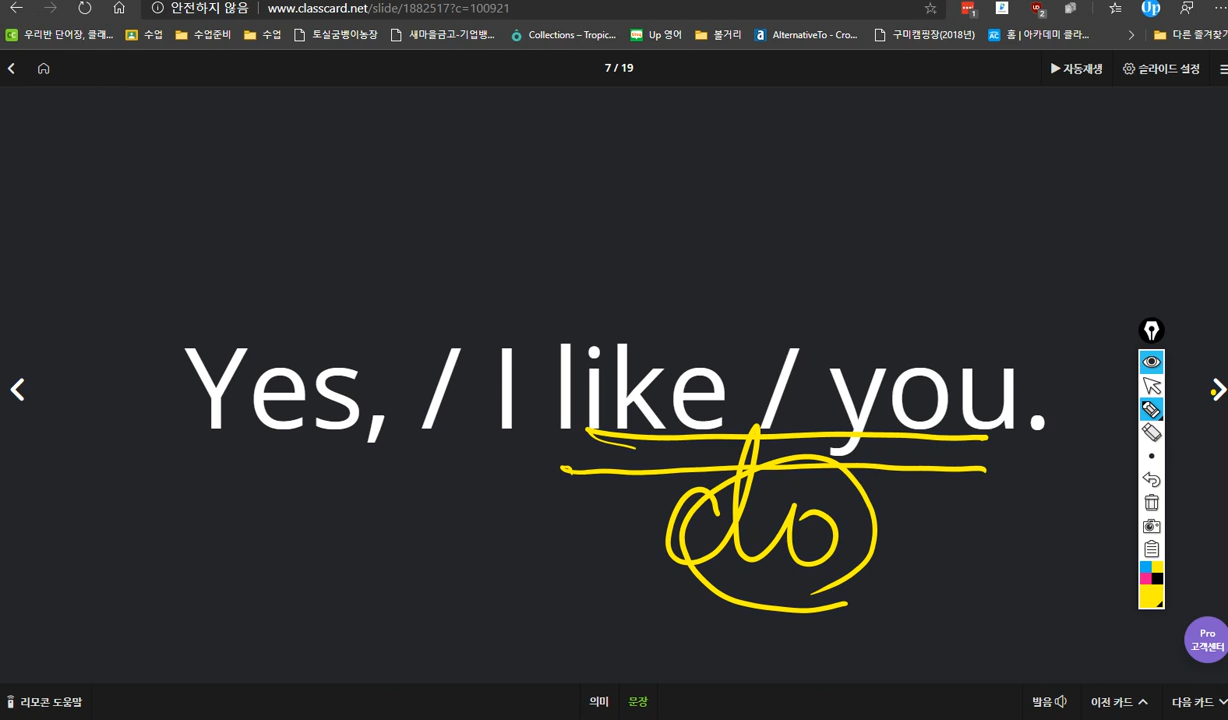 안전하지 않음 www.classcard.net/slide/1882517?c=100921
1 2 Up
우리반 단어장, 클래... 수업 수업준비 수업 토실굼벵이농장 새마을금고-기업뱅... Collections – Tropic... Up 영어 볼거리 AlternativeTo - Cro... 구미캠핑장(2018년) 홈 | 아카데미 클라... 다른 즐겨찾기
7 / 19 자동재생 슬라이드 설정
Yes, / I like / you.
do
Pro
고객센터
리모콘 도움말 의미 문장 발음 이전 카드 다음 카드